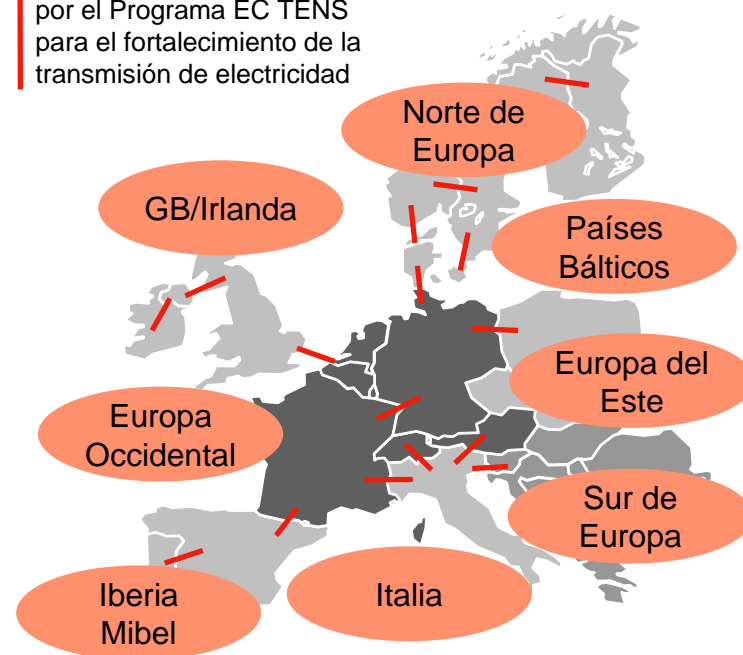 por el Programa EC TENS
para el fortalecimiento de la
transmisión de electricidad
Norte de
Europa
GB/Irlanda
Países
Bálticos
Europa del
Este
Europa
Occidental
Sur de
Europa
Iberia
Mibel
Italia